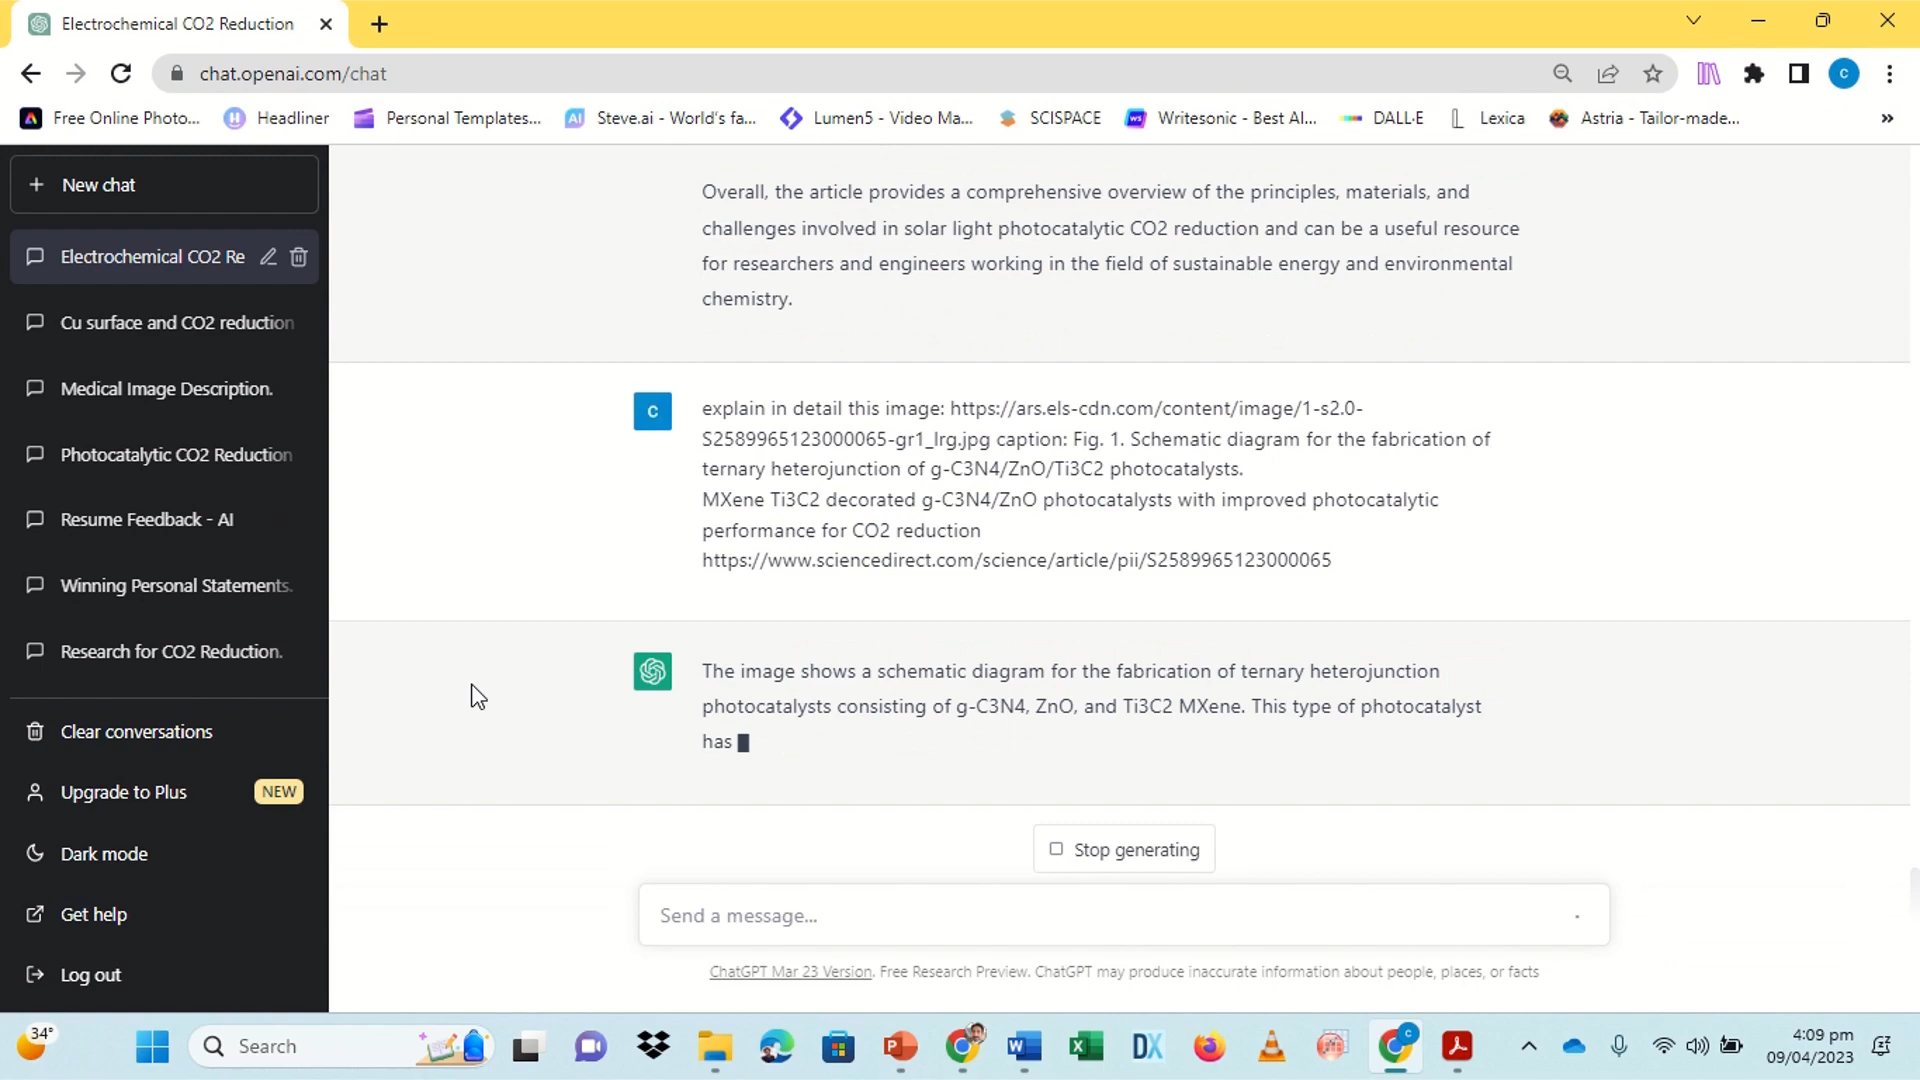 Electrochemical CO2 Reduction
chat.openai.com/chat
C
Free Online Photo...
Headliner
Personal Templates...
AI
Steve.ai - World's fa...
Lumen5 - Video Ma...
SCISPACE
WS
Writesonic - Best AI...
DALL·E
Lexica
Astria - Tailor-made...
»
+ New chat
Electrochemical CO2 Re
Cu surface and CO2 reduction
Medical Image Description.
Photocatalytic CO2 Reduction
Resume Feedback - AI
Winning Personal Statements.
Research for CO2 Reduction.
Clear conversations
Upgrade to Plus
NEW
Dark mode
Get help
Log out
Overall, the article provides a comprehensive overview of the principles, materials, and
challenges involved in solar light photocatalytic CO2 reduction and can be a useful resource
for researchers and engineers working in the field of sustainable energy and environmental
chemistry.
C
explain in detail this image: https://ars.els-cdn.com/content/image/1-s2.0-
S2589965123000065-gr1_lrg.jpg caption: Fig. 1. Schematic diagram for the fabrication of
ternary heterojunction of g-C3N4/ZnO/Ti3C2 photocatalysts.
MXene Ti3C2 decorated g-C3N4/ZnO photocatalysts with improved photocatalytic
performance for CO2 reduction
https://www.sciencedirect.com/science/article/pii/S2589965123000065
The image shows a schematic diagram for the fabrication of ternary heterojunction
photocatalysts consisting of g-C3N4, ZnO, and Ti3C2 MXene. This type of photocatalyst
has
Stop generating
Send a message...
ChatGPT Mar 23 Version. Free Research Preview. ChatGPT may produce inaccurate information about people, places, or facts
34°
Search
P
W
X
DX
C
4:09 pm
09/04/2023